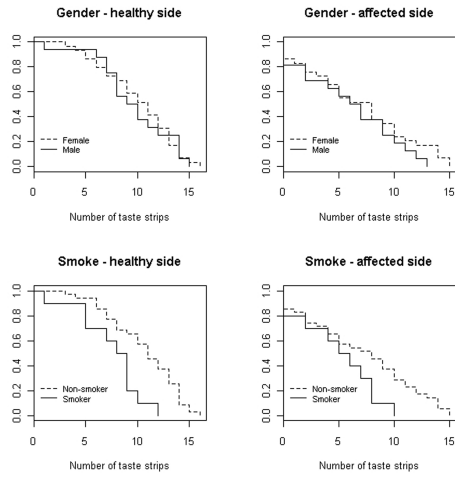 Gender - healthy side
0.0 0.2 0.4 0.6 0.8 1.0
Female
Male
0 5 10 15
Number of taste strips
Gender - affected side
0.0 0.2 0.4 0.6 0.8 1.0
Female
Male
0 5 10 15
Number of taste strips
Smoke - healthy side
0.0 0.2 0.4 0.6 0.8 1.0
Non-smoker
Smoker
0 5 10 15
Number of taste strips
Smoke - affected side
0.0 0.2 0.4 0.6 0.8 1.0
Non-smoker
Smoker
0 5 10 15
Number of taste strips